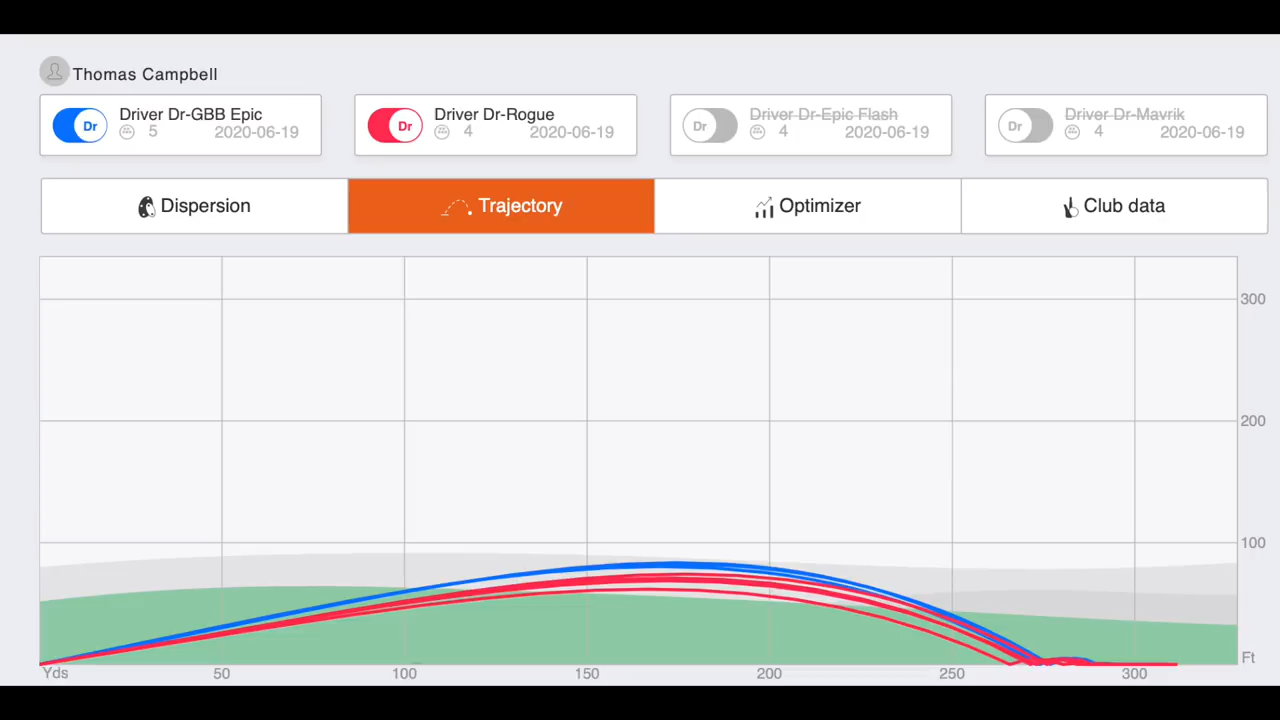 Thomas Campbell
Dr Driver Dr-GBB Epic
5 2020-06-19
Dr Driver Dr-Rogue
4 2020-06-19
Dr Driver Dr-Epic Flash
4 2020-06-19
Dr Driver Dr-Mavrik
4 2020-06-19
Dispersion Trajectory Optimizer Club data
300
200
100
Ft
Yds 50 100 150 200 250 300